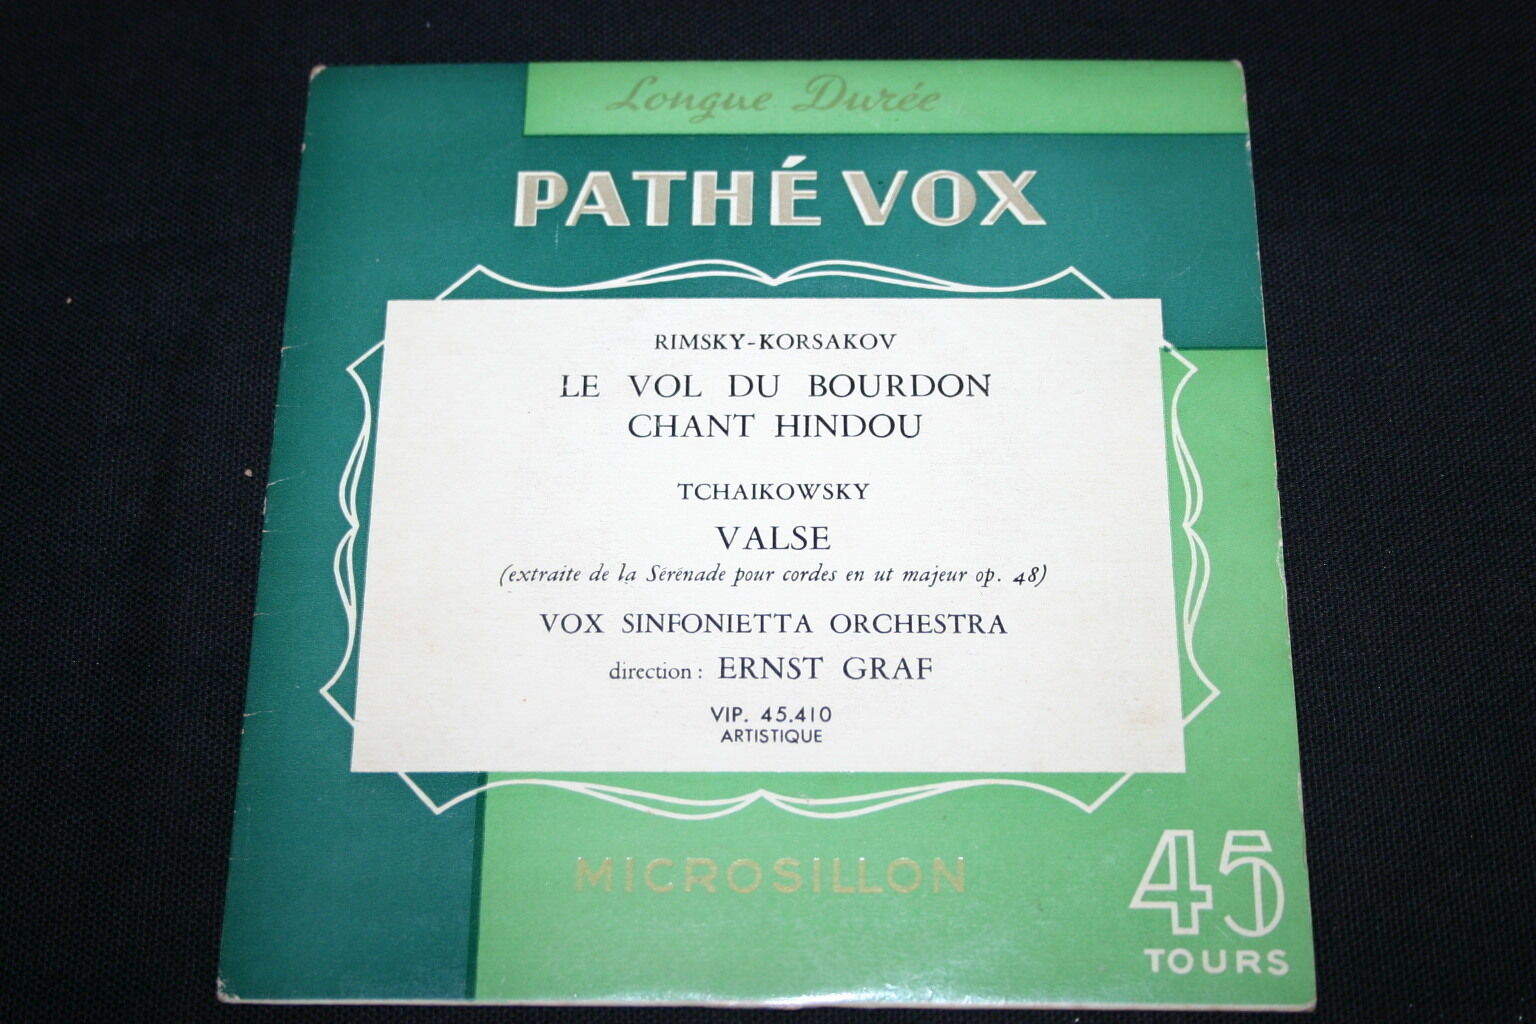 Longue Durée
PATHÉ VOX
RIMSKY-KORSAKOV
LE VOL DU BOURDON
CHANT HINDOU
TCHAIKOWSKY
VALSE
(extraite de la Sérénade pour cordes en ut majeur op. 48)
VOX SINFONIETTA ORCHESTRA
direction : ERNST GRAF
VIP. 45.410
ARTISTIQUE
MICROSILLON
45
TOURS